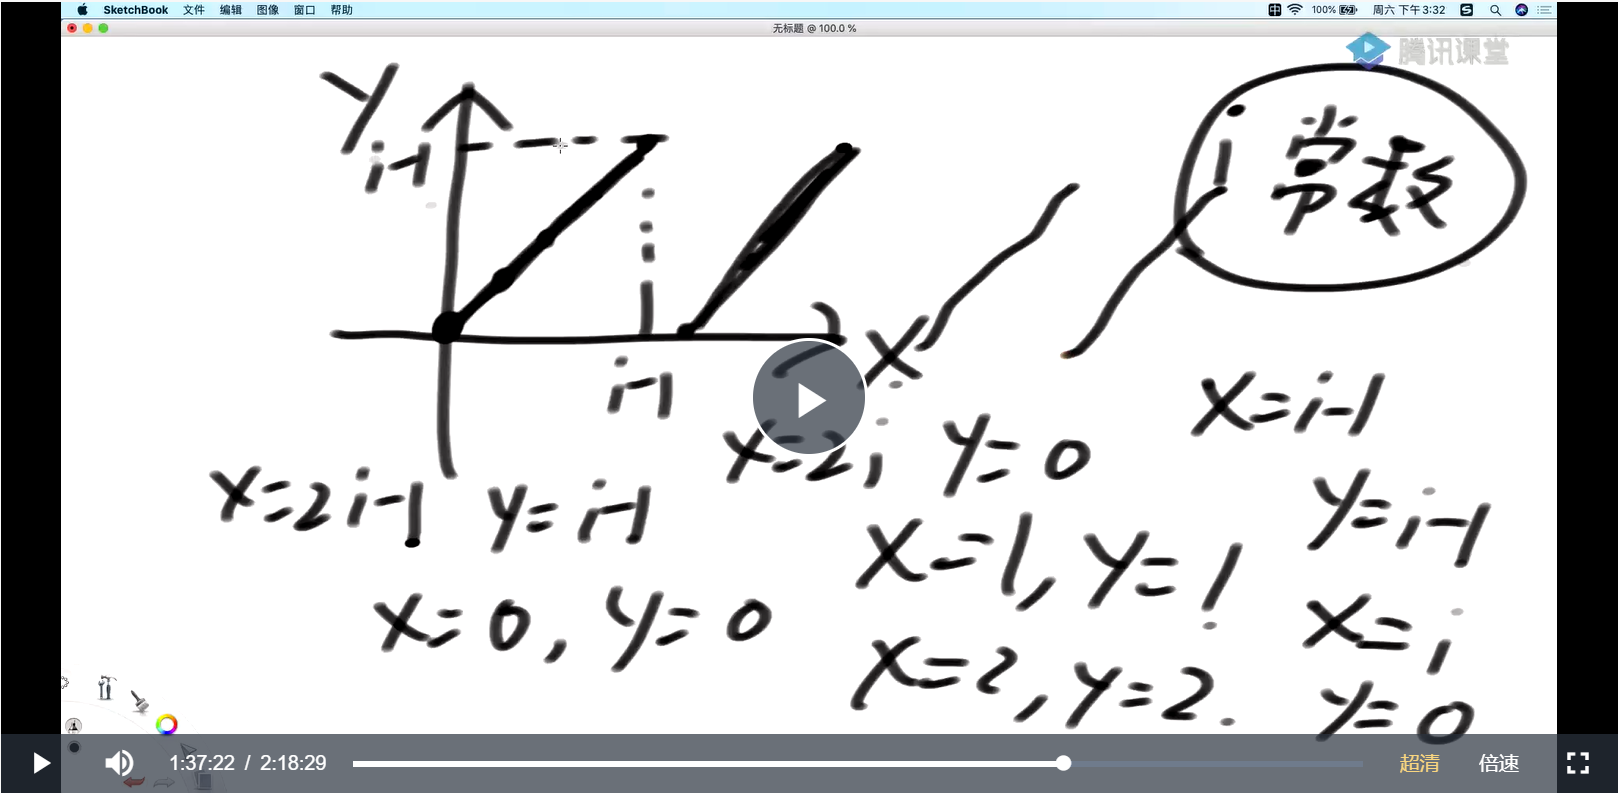 SketchBook 文件 编辑 图像 窗口 帮助 100% 周六 下午3:32
无标题 @ 100.0 %
腾讯课堂
y
i-1
i 常数
x
i-1
x=i-1
x=2i y=0
x=2i-1 y=i-1
y=i-1
x=1, y=1
x=0, y=0
x=i
x=2, y=2.
y=0
1:37:22 / 2:18:29 超清 倍速